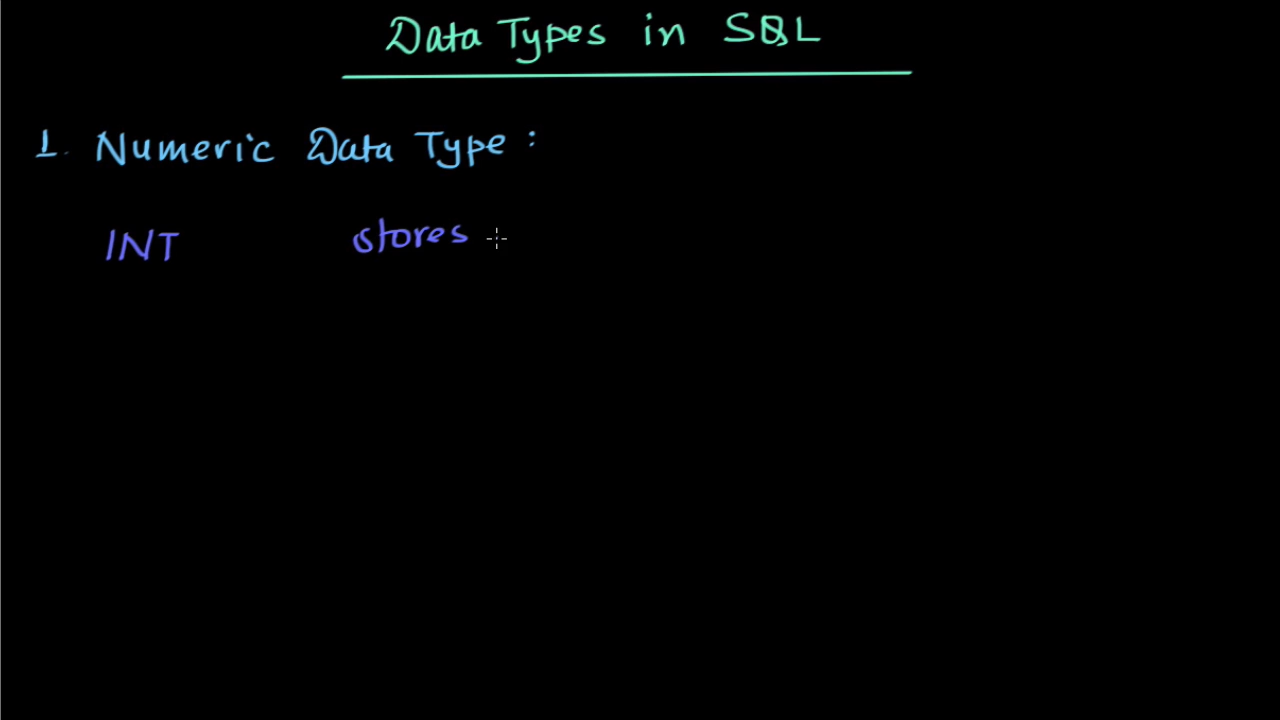 Data Types in SQL
1. Numeric Data Type:
INT stores